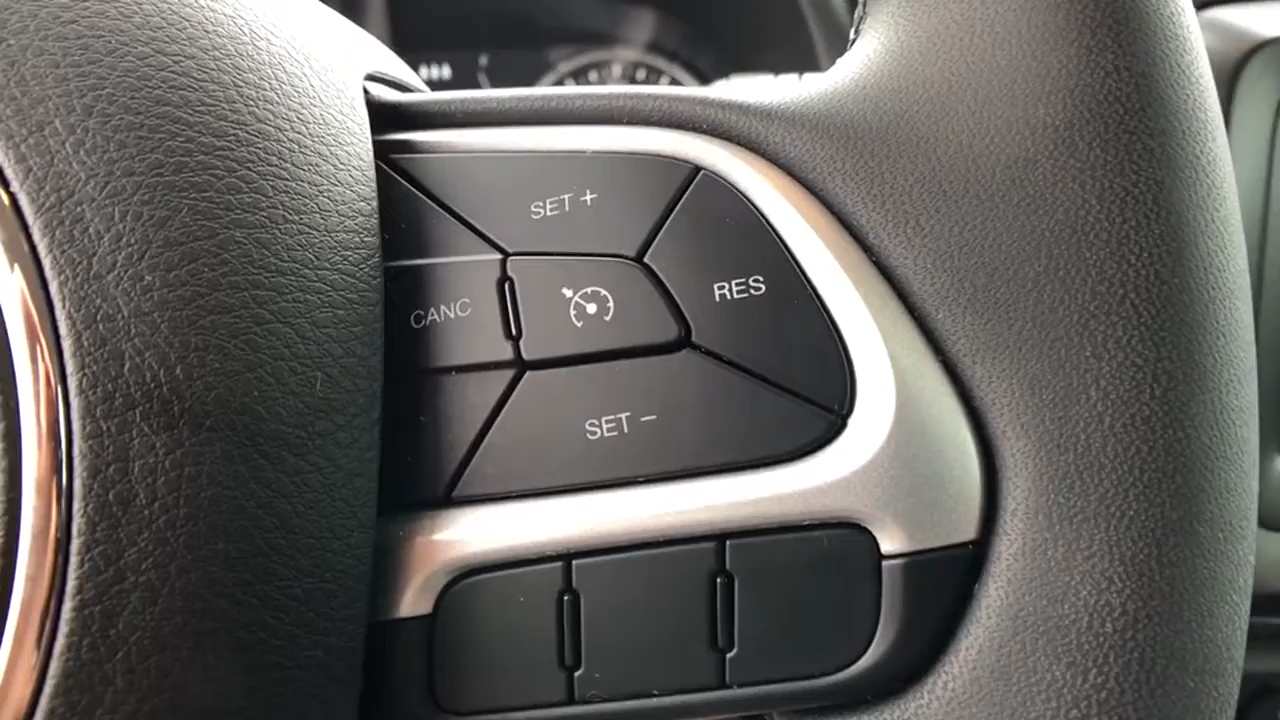 SET +
RES
CANC
SET −